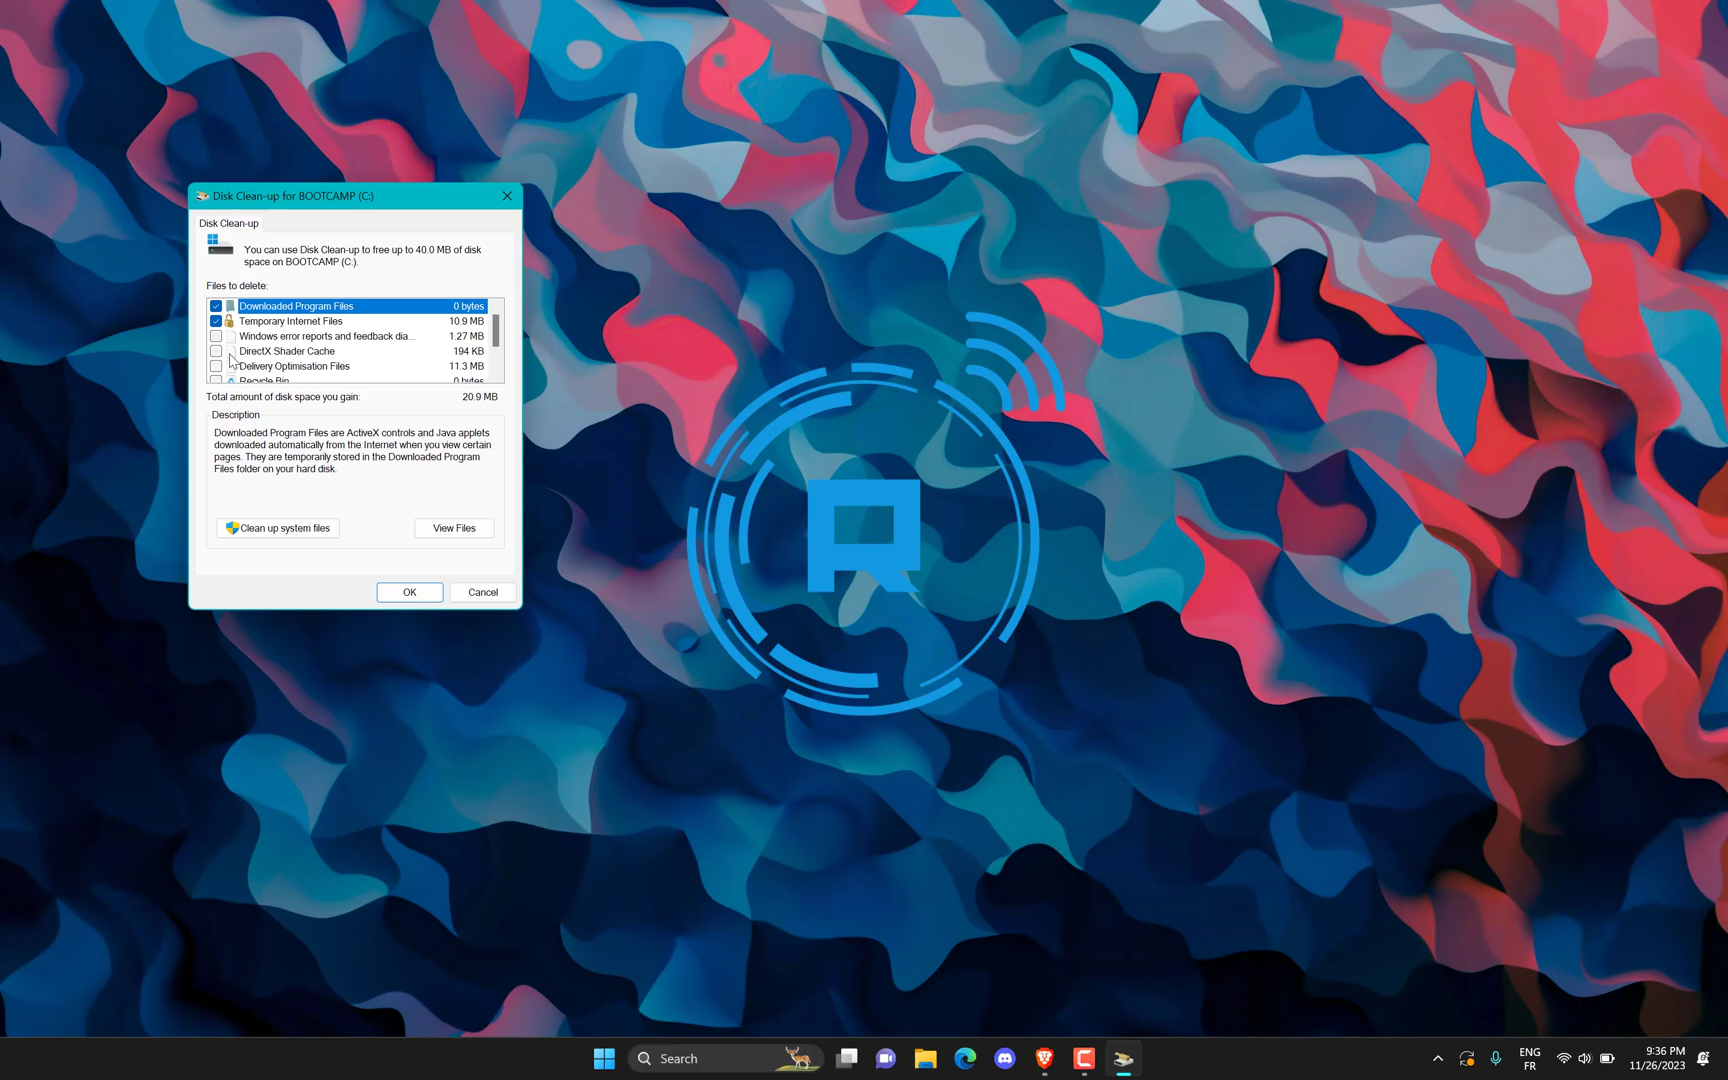 Disk Clean-up for BOOTCAMP (C:)
Disk Clean-up
You can use Disk Clean-up to free up to 40.0 MB of disk
space on BOOTCAMP (C:).
Files to delete:
Downloaded Program Files 0 bytes
Temporary Internet Files 10.9 MB
Windows error reports and feedback dia... 1.27 MB
DirectX Shader Cache 194 KB
Delivery Optimisation Files 11.3 MB
Recycle Bin 0 bytes
Total amount of disk space you gain: 20.9 MB
Description
Downloaded Program Files are ActiveX controls and Java applets
downloaded automatically from the Internet when you view certain
pages. They are temporarily stored in the Downloaded Program
Files folder on your hard disk.
Clean up system files View Files
OK Cancel
R
Search
ENG
FR
9:36 PM
11/26/2023